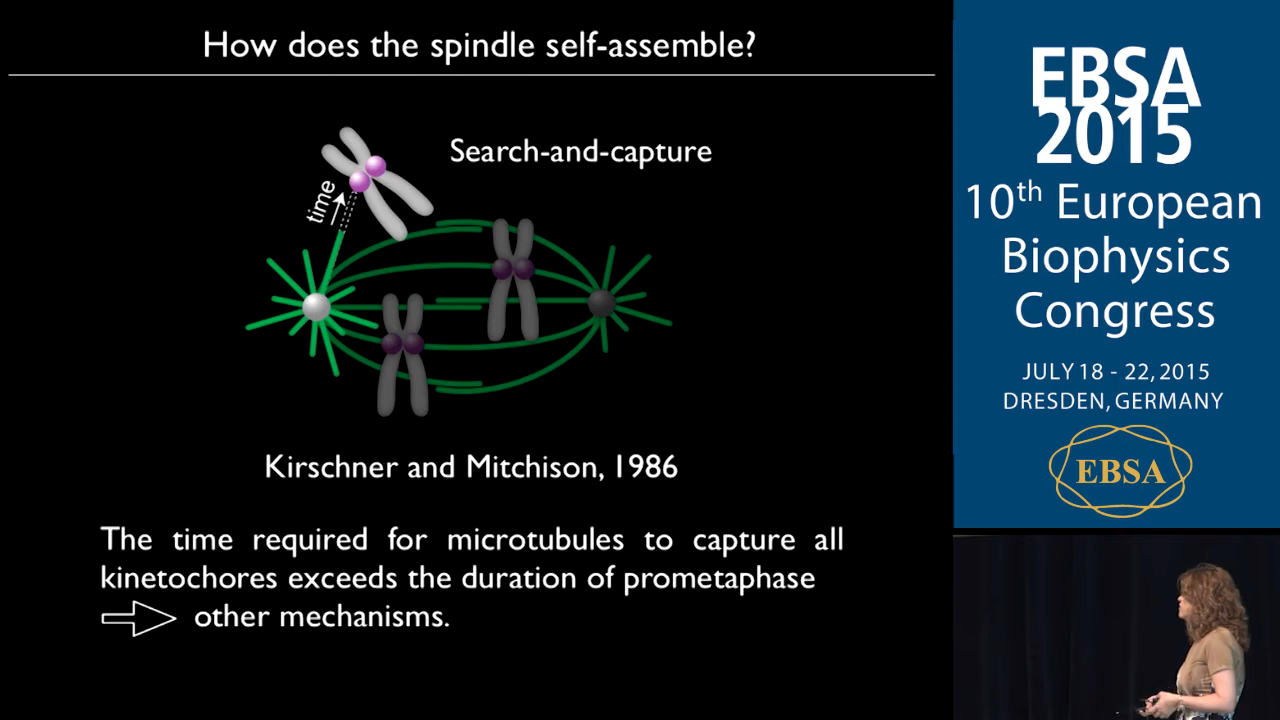 How does the spindle self-assemble?
Search-and-capture
time
Kirschner and Mitchison, 1986
The time required for microtubules to capture all
kinetochores exceeds the duration of prometaphase
other mechanisms.
EBSA
2015
10th European
Biophysics
Congress
JULY 18 - 22, 2015
DRESDEN, GERMANY
EBSA